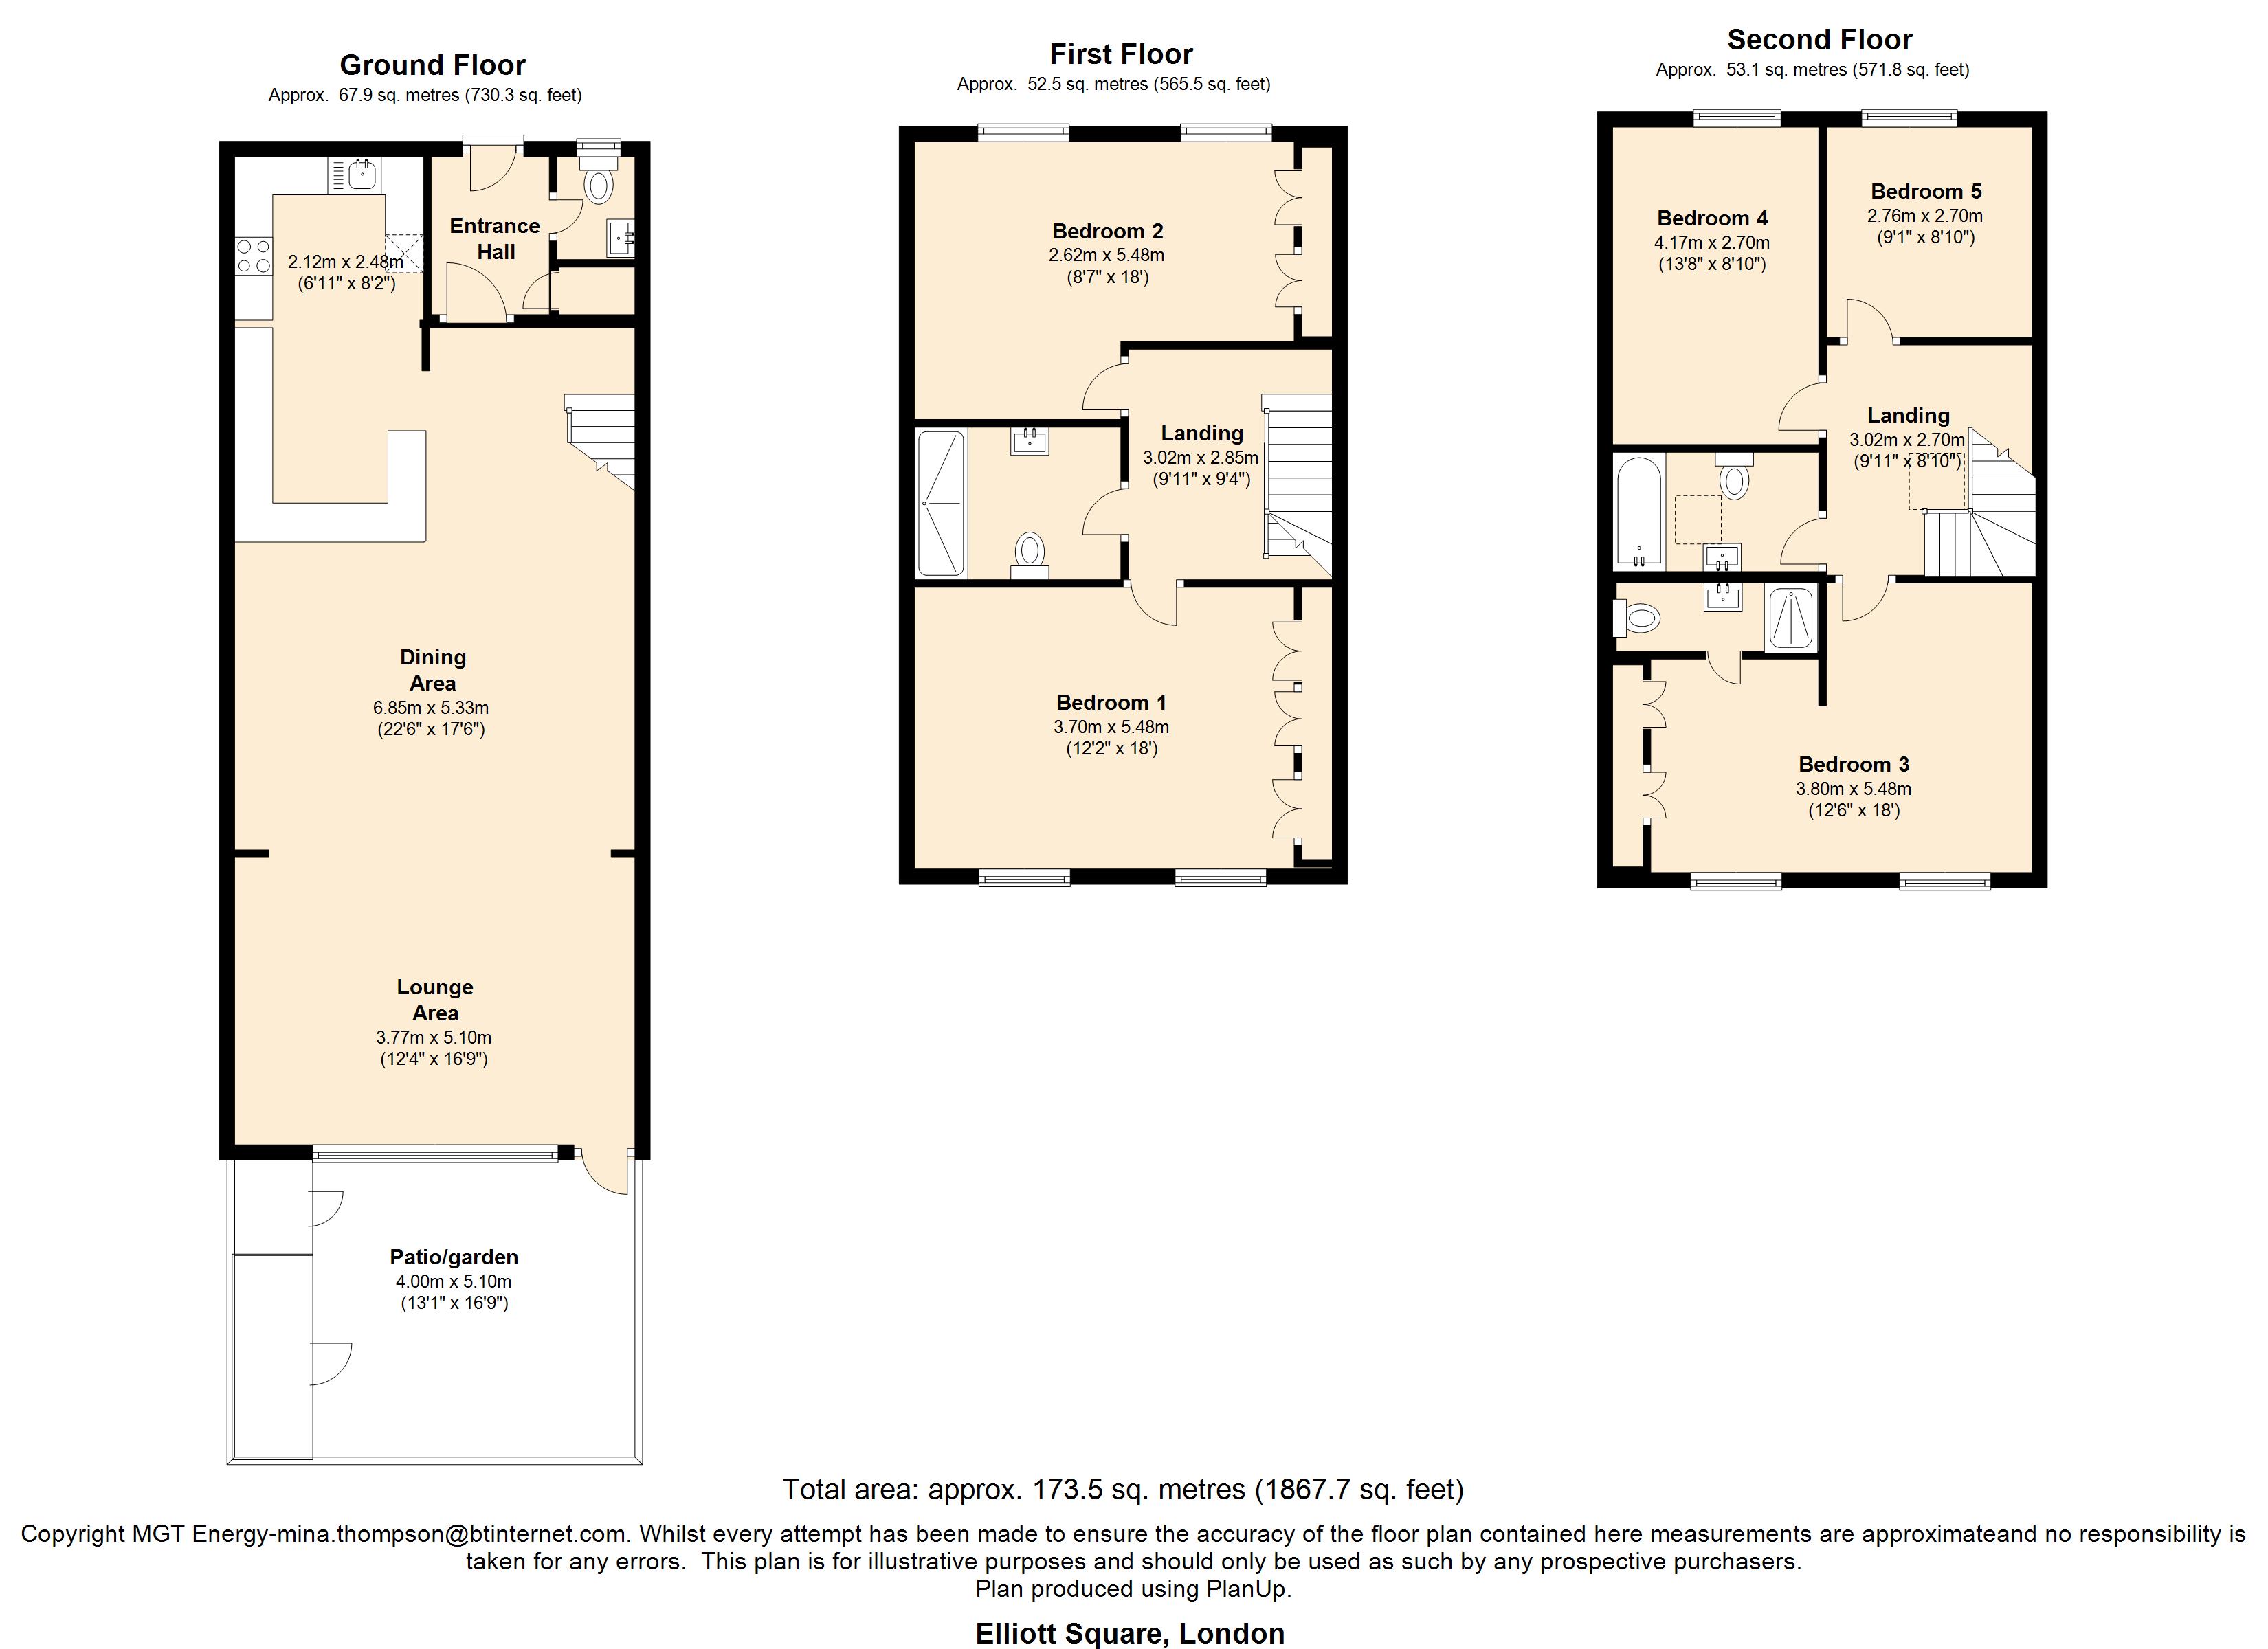 Ground Floor
Approx.  67.9 sq. metres (730.3 sq. feet)
2.12m x 2.48m
(6'11" x 8'2")
Entrance
Hall
Dining
Area
6.85m x 5.33m
(22'6" x 17'6")
Lounge
Area
3.77m x 5.10m
(12'4" x 16'9")
Patio/garden
4.00m x 5.10m
(13'1" x 16'9")
First Floor
Approx.  52.5 sq. metres (565.5 sq. feet)
Bedroom 2
2.62m x 5.48m
(8'7" x 18')
Landing
3.02m x 2.85m
(9'11" x 9'4")
Bedroom 1
3.70m x 5.48m
(12'2" x 18')
Second Floor
Approx.  53.1 sq. metres (571.8 sq. feet)
Bedroom 4
4.17m x 2.70m
(13'8" x 8'10")
Bedroom 5
2.76m x 2.70m
(9'1" x 8'10")
Landing
3.02m x 2.70m
(9'11" x 8'10")
Bedroom 3
3.80m x 5.48m
(12'6" x 18')
Total area: approx. 173.5 sq. metres (1867.7 sq. feet)
Copyright MGT Energy-mina.thompson@btinternet.com. Whilst every attempt has been made to ensure the accuracy of the floor plan contained here measurements are approximateand no responsibility is
taken for any errors.  This plan is for illustrative purposes and should only be used as such by any prospective purchasers.
Plan produced using PlanUp.
Elliott Square, London